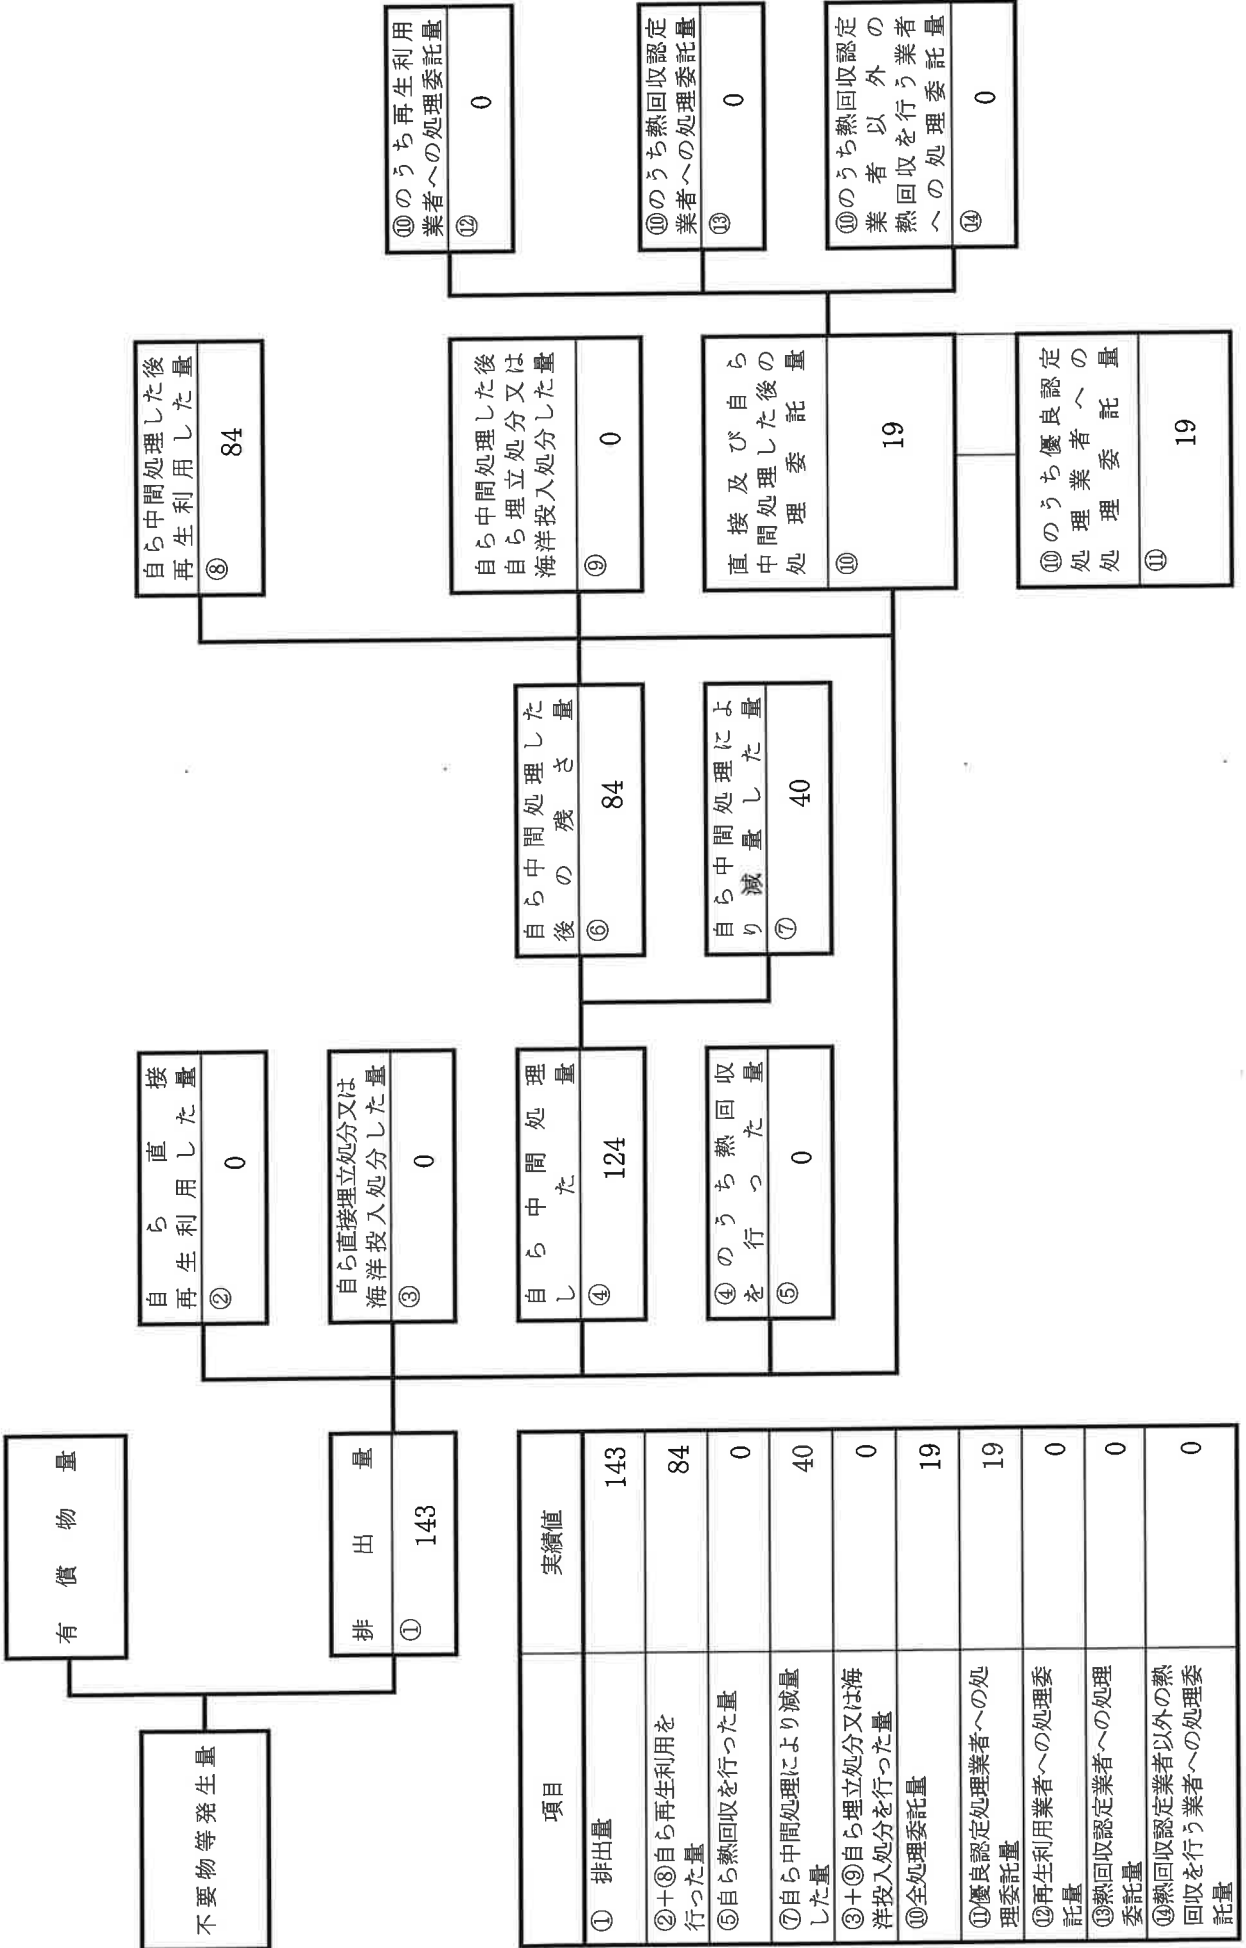 不要物等発生量
有償物量
排出量
①
143
自ら直接
再生利用した量
②
0
自ら直接埋立処分又は
海洋投入処分した量
③
0
自ら中間処理
した量
④
124
④のうち熱回収
を行った量
⑤
0
自ら中間処理した
後の残さ量
⑥
84
自ら中間処理によ
り減量した量
⑦
40
自ら中間処理した後
再生利用した量
⑧
84
自ら中間処理した後
自ら埋立処分又は
海洋投入処分した量
⑨
0
直接及び自ら
中間処理した後の
処理委託量
⑩
19
⑩のうち優良認定
処理業者への
処理委託量
⑪
19
⑩のうち再生利用
業者への処理委託量
⑫
0
⑩のうち熱回収認定
業者への処理委託量
⑬
0
⑩のうち熱回収認定
業者以外の
熱回収を行う業者
への処理委託量
⑭
0
項目 実績値
① 排出量 143
②+⑧自ら再生利用を
行った量 84
⑤自ら熱回収を行った量 0
⑦自ら中間処理により減量
した量 40
③+⑨自ら埋立処分又は海
洋投入処分を行った量 0
⑩全処理委託量 19
⑪優良認定処理業者への処
理委託量 19
⑫再生利用業者への処理委
託量 0
⑬熱回収認定業者への処理
委託量 0
⑭熱回収認定業者以外の熱
回収を行う業者への処理委
託量 0